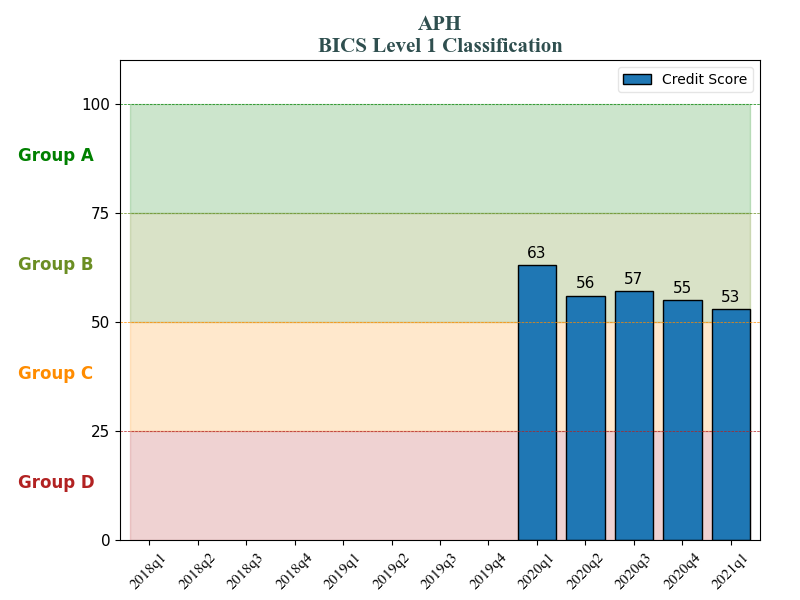 APH
BICS Level 1 Classification
Credit Score
100
Group A
75
Group B
63
56
57
55
53
50
Group C
25
Group D
0
2018q1
2018q2
2018q3
2018q4
2019q1
2019q2
2019q3
2019q4
2020q1
2020q2
2020q3
2020q4
2021q1